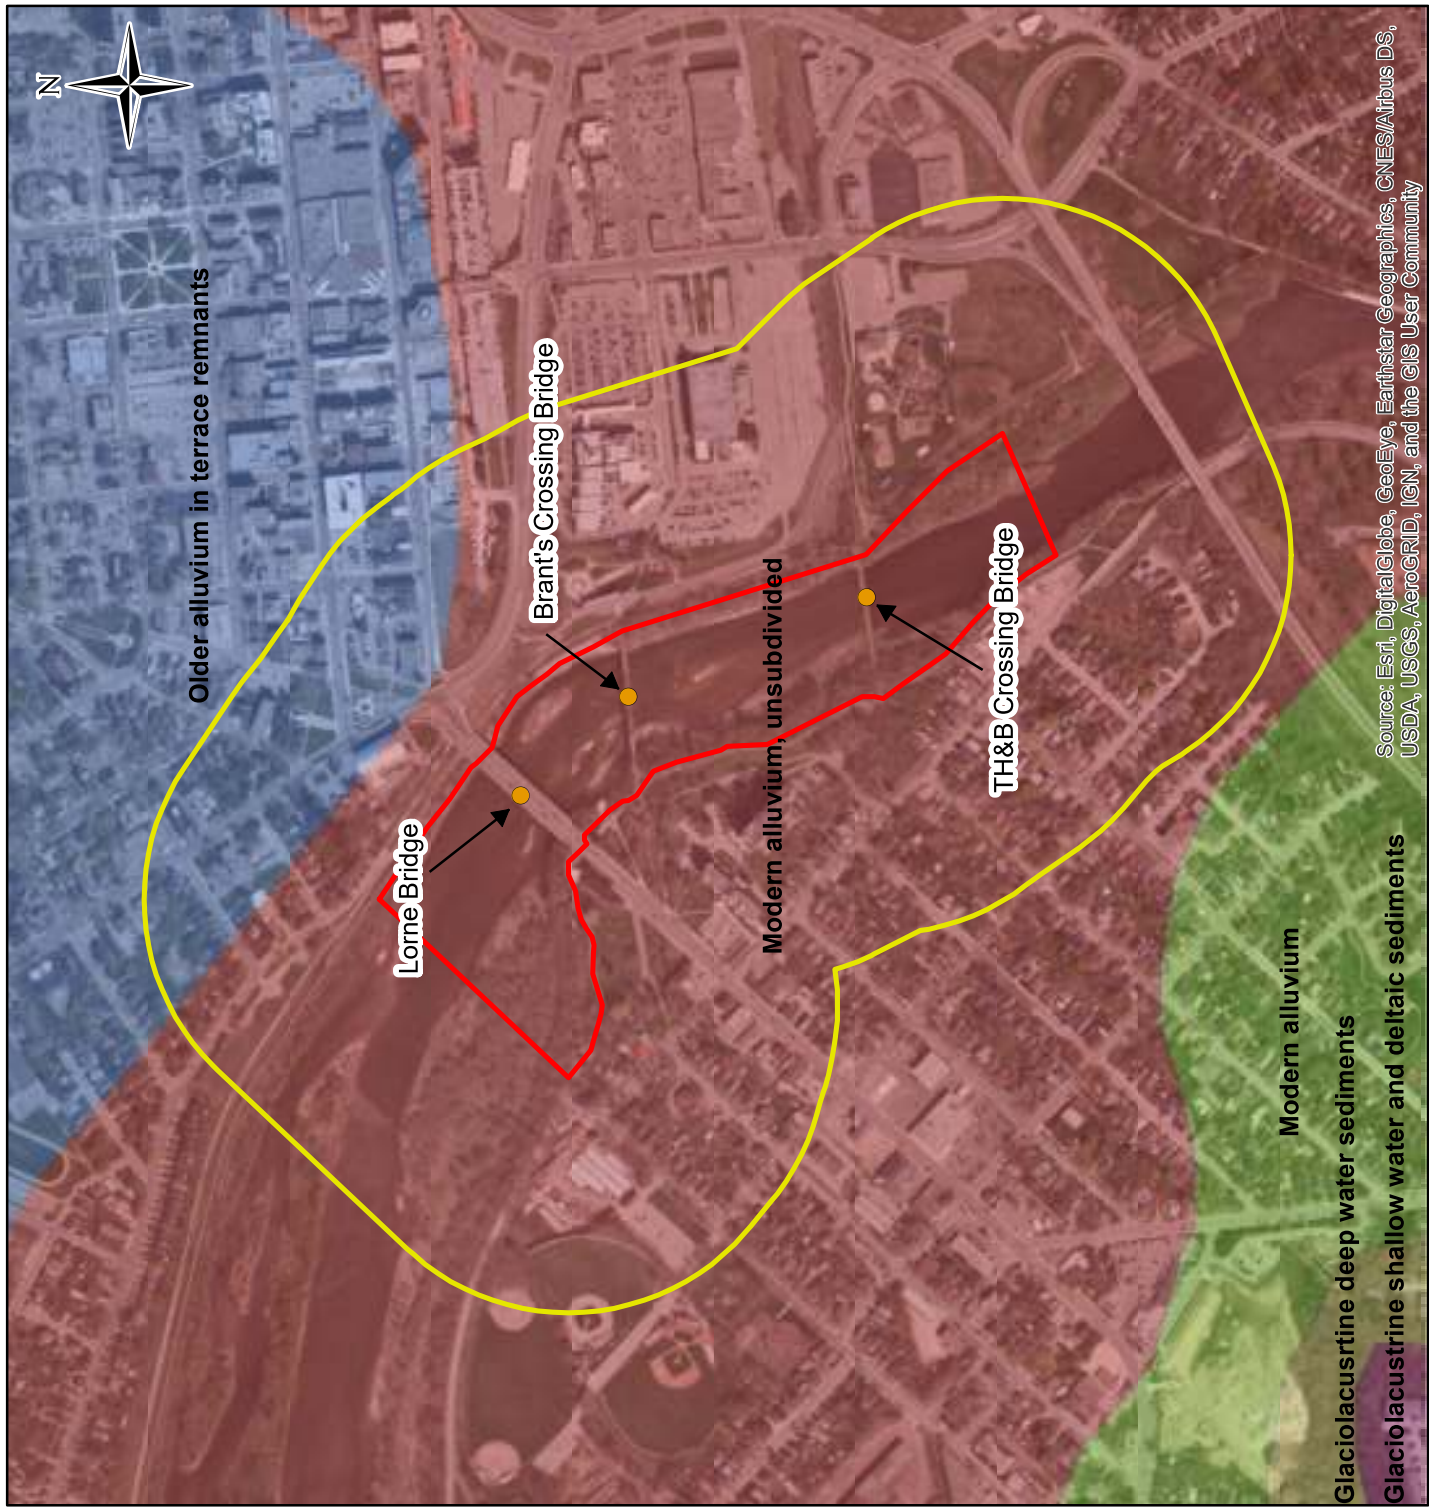 N
Older alluvium in terrace remnants
Lorne Bridge
Brant's Crossing Bridge
Modern alluvium, unsubdivided
TH&B Crossing Bridge
Modern alluvium
Glaciolacusrtine deep water sediments
Glaciolacustrine shallow water and deltaic sediments
Source: Esri, DigitalGlobe, GeoEye, Earthstar Geographics, CNES/Airbus DS,
USDA, USGS, AeroGRID, IGN, and the GIS User Community